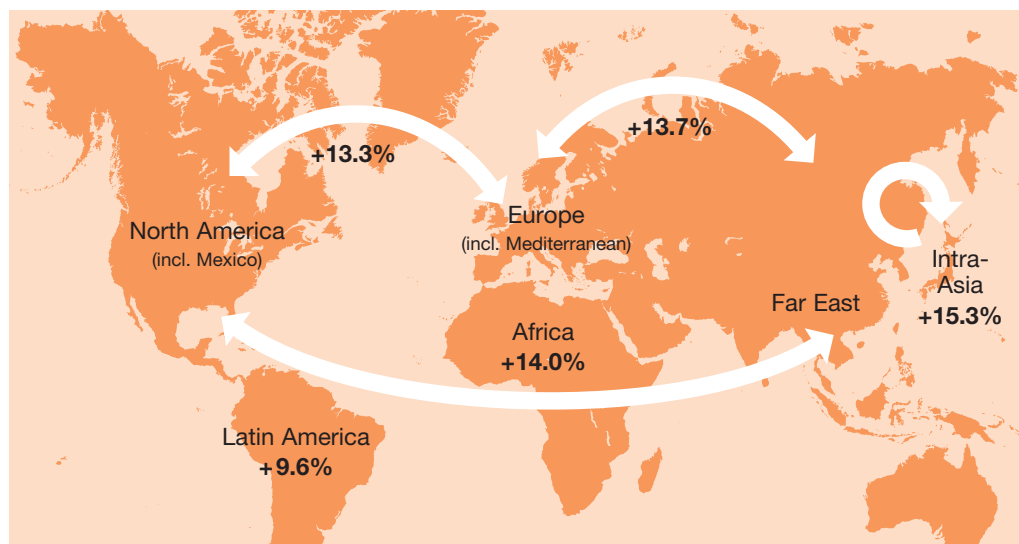 +13.3%
+13.7%
North America
(incl. Mexico)
Europe
(incl. Mediterranean)
Intra-
Asia
+15.3%
Far East
Africa
+14.0%
Latin America
+9.6%